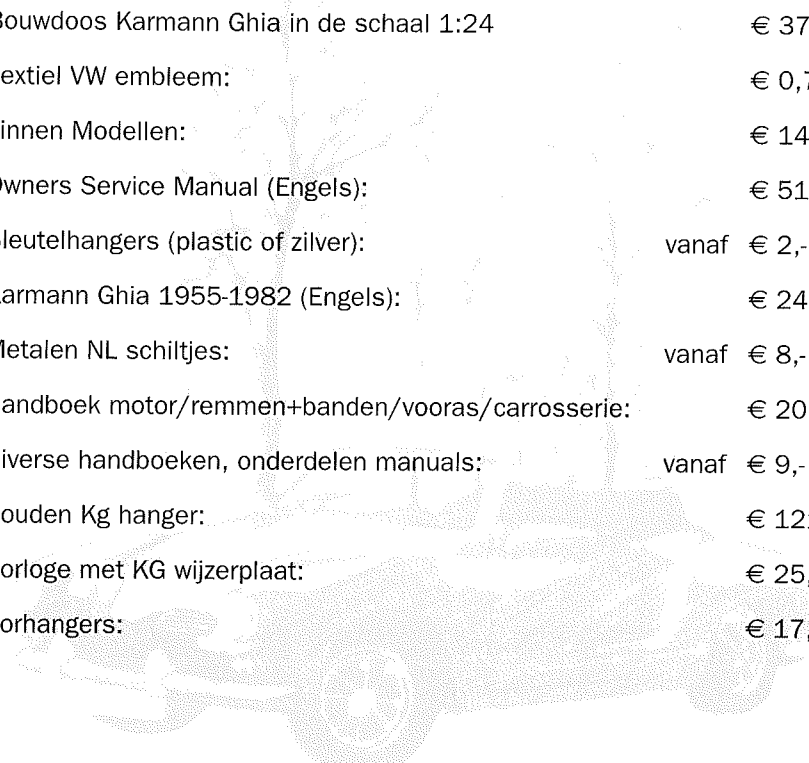 Bouwdoos Karmann Ghia in de schaal 1:24 € 37
extiel VW embleem: € 0,7
innen Modellen: € 14
Owners Service Manual (Engels): € 51
leutelhangers (plastic of zilver): vanaf € 2,-
armann Ghia 1955-1982 (Engels): € 24
Metalen NL schiltjes: vanaf € 8,-
andboek motor/remmen+banden/vooras/carrosserie: € 20
iverse handboeken, onderdelen manuals: vanaf € 9,-
ouden Kg hanger: € 12
orloge met KG wijzerplaat: € 25,
orhangers: € 17,